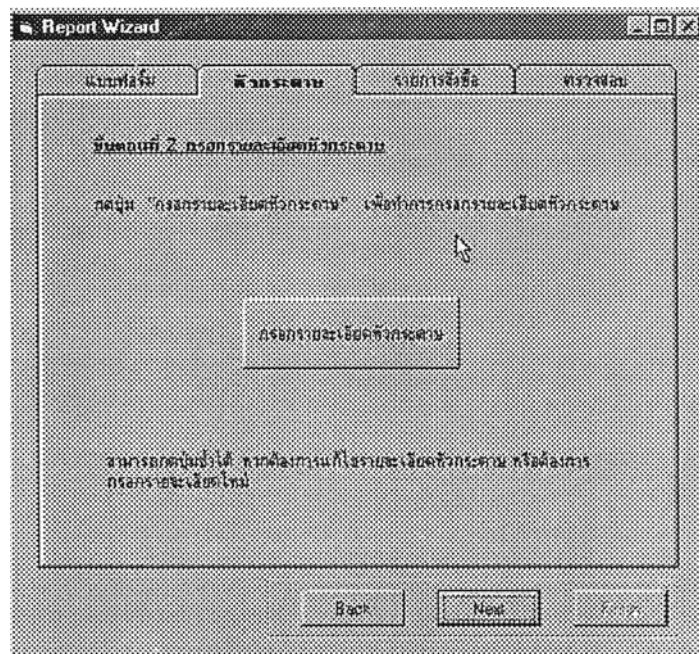 Report Wizard
แบบฟอร์ม หัวกระดาษ รายการสั่งซื้อ ตรวจสอบ
ขั้นตอนที่ 2 กรอกรายละเอียดหัวกระดาษ
กดปุ่ม "กรอกรายละเอียดหัวกระดาษ" เพื่อทำการกรอกรายละเอียดหัวกระดาษ
กรอกรายละเอียดหัวกระดาษ
สามารถกดปุ่มซ้ำได้ หากต้องการแก้ไขรายละเอียดหัวกระดาษ หรือต้องการ
กรอกรายละเอียดใหม่
Back Next